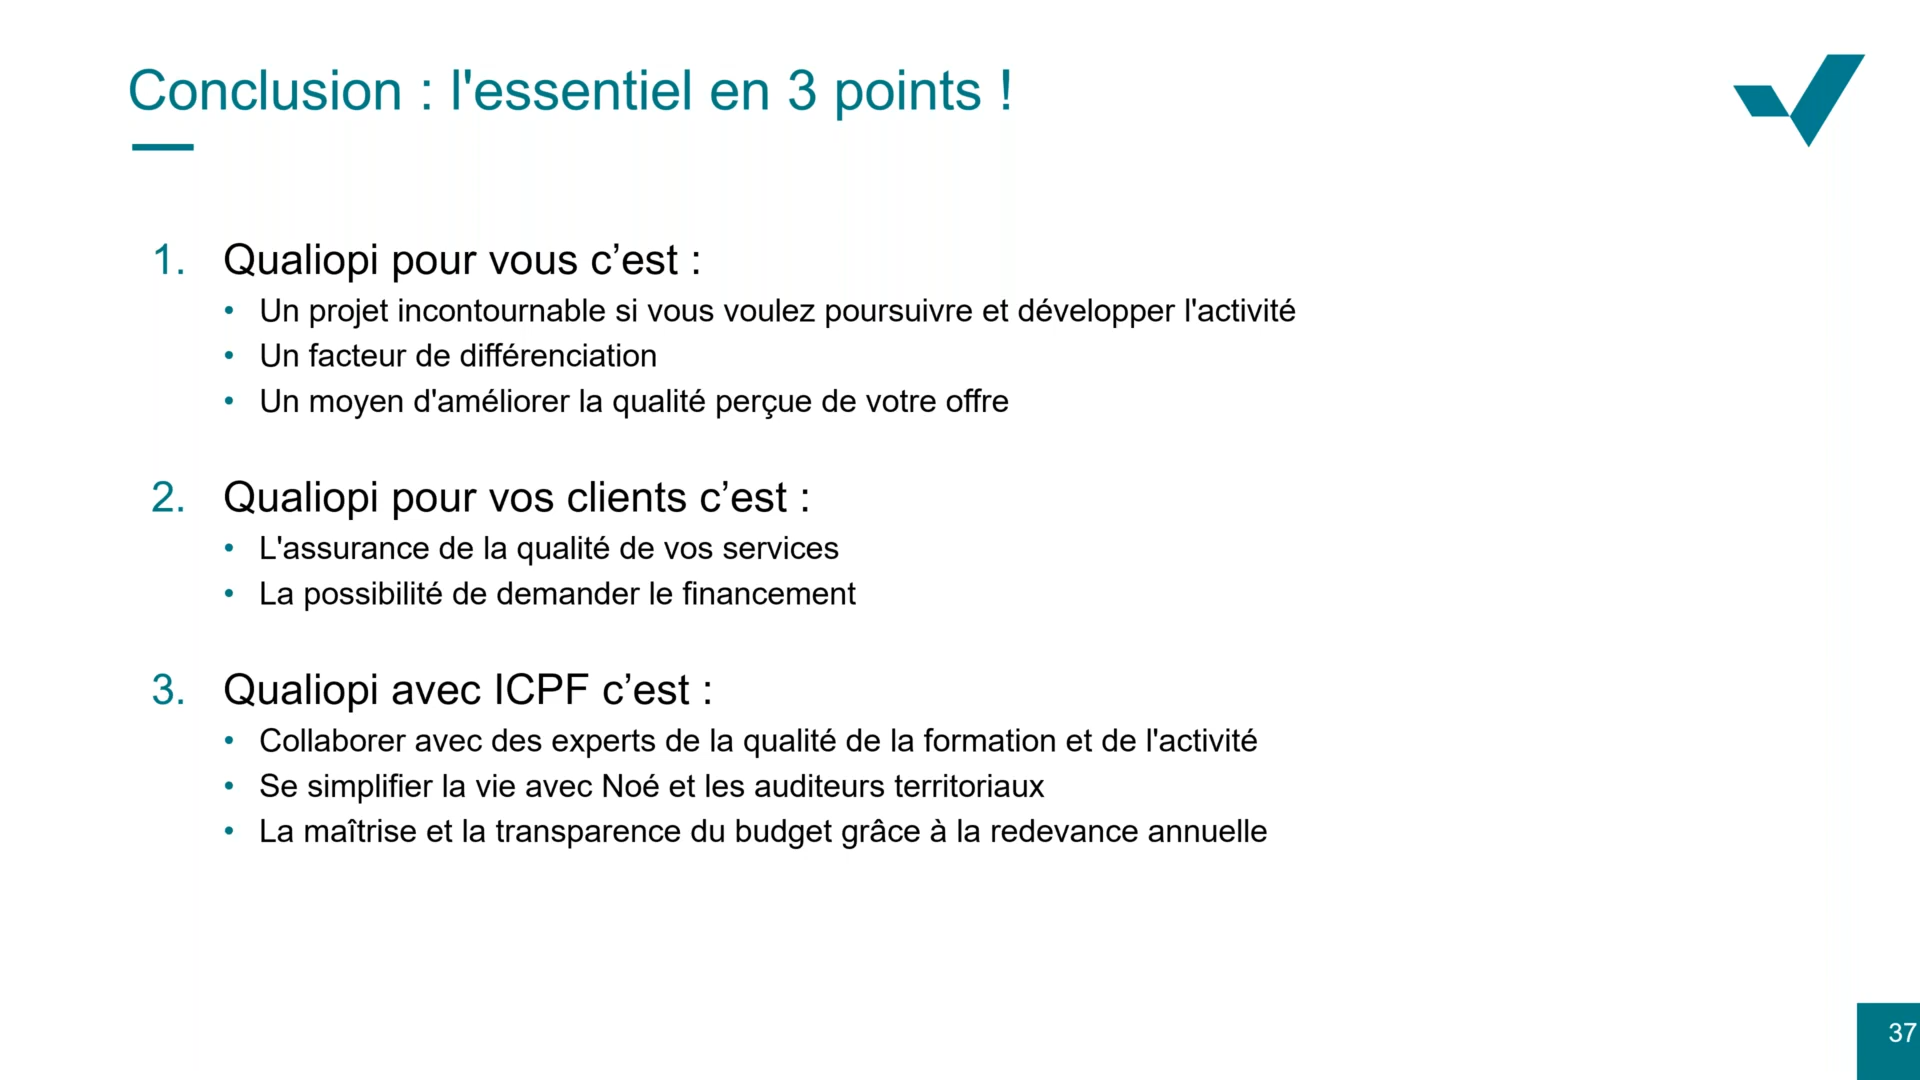 Conclusion : l'essentiel en 3 points !
1. Qualiopi pour vous c’est :
• Un projet incontournable si vous voulez poursuivre et développer l'activité
• Un facteur de différenciation
• Un moyen d'améliorer la qualité perçue de votre offre
2. Qualiopi pour vos clients c’est :
• L'assurance de la qualité de vos services
• La possibilité de demander le financement
3. Qualiopi avec ICPF c’est :
• Collaborer avec des experts de la qualité de la formation et de l'activité
• Se simplifier la vie avec Noé et les auditeurs territoriaux
• La maîtrise et la transparence du budget grâce à la redevance annuelle
37